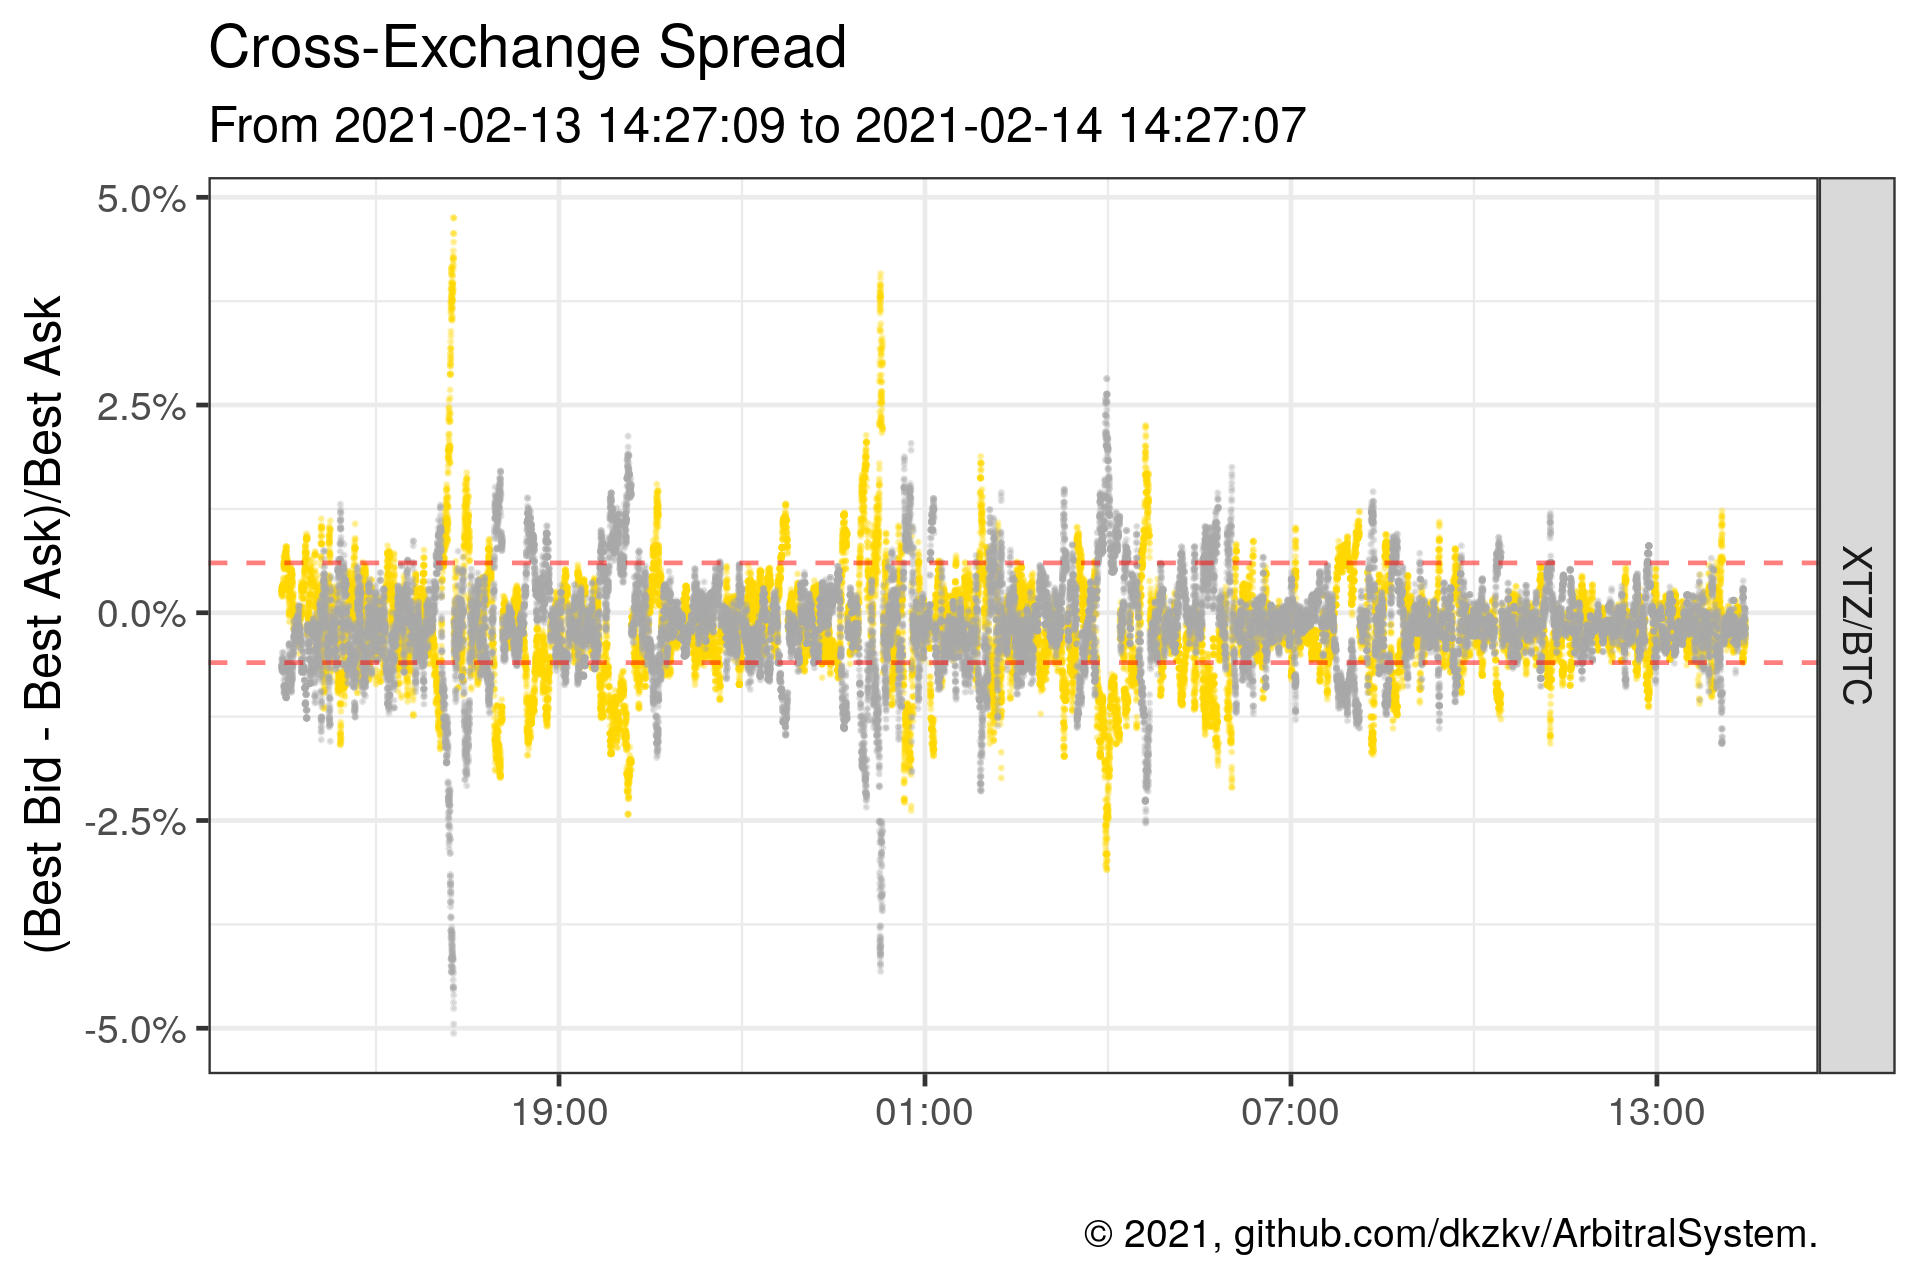 Cross-Exchange Spread
From 2021-02-13 14:27:09 to 2021-02-14 14:27:07
(Best Bid - Best Ask)/Best Ask
5.0%
2.5%
0.0%
-2.5%
-5.0%
XTZ/BTC
19:00
01:00
07:00
13:00
© 2021, github.com/dkzkv/ArbitralSystem.